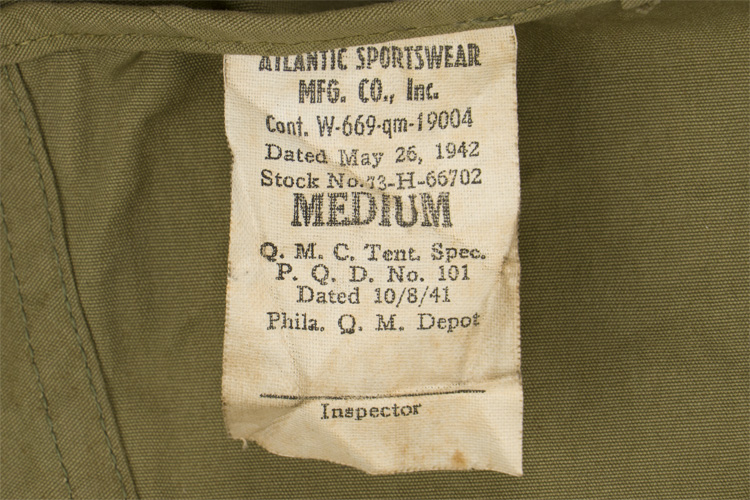 ATLANTIC SPORTSWEAR
MFG. CO., Inc.
Cont. W-669-qm-19004
Dated May 26, 1942
Stock No. 73-H-66702
MEDIUM
Q. M. C. Tent. Spec.
P. Q. D. No. 101
Dated 10/8/41
Phila. Q. M. Depot
Inspector